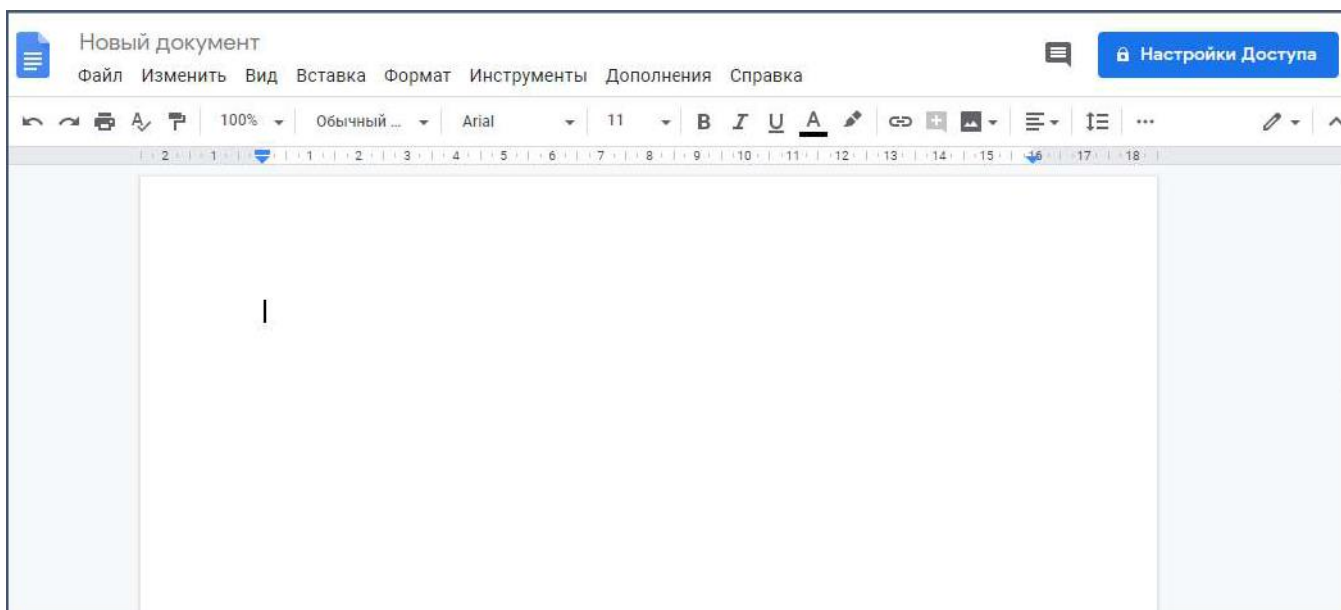 Новый документ
Файл Изменить Вид Вставка Формат Инструменты Дополнения Справка
Настройки Доступа
100% Обычный ... Arial 11 B I U A
2 1 1 2 3 4 5 6 7 8 9 10 11 12 13 14 15 16 17 18